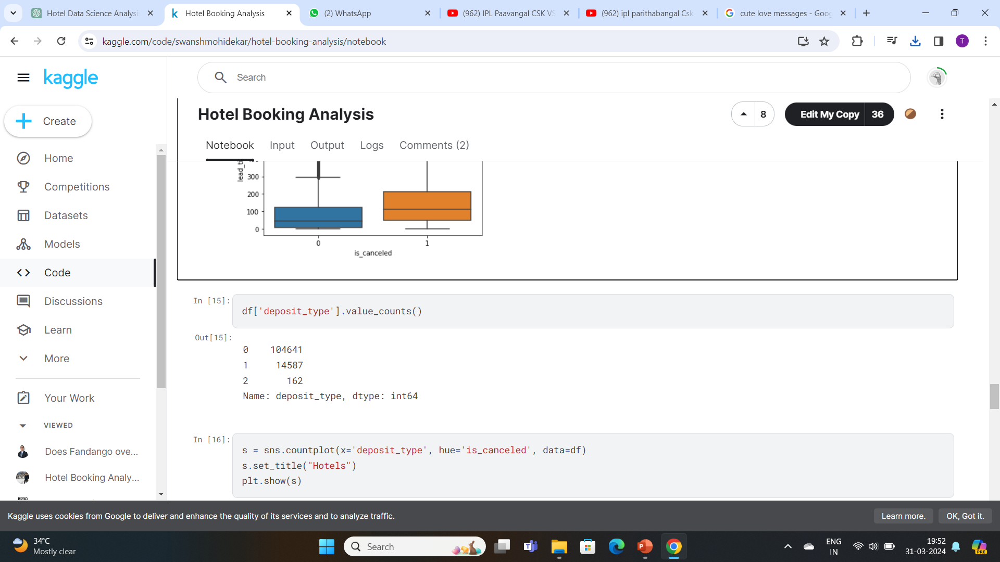 Hotel Data Science Analysi
Hotel Booking Analysis
(2) WhatsApp
(962) IPL Paavangal CSK VS
(962) ipl parithabangal Csk
cute love messages - Goog
kaggle.com/code/swanshmohidekar/hotel-booking-analysis/notebook
T
kaggle
Search
Create
Home
Competitions
Datasets
Models
Code
Discussions
Learn
More
Your Work
VIEWED
Does Fandango ove...
Hotel Booking Analy...
Hotel Booking Analysis
8
Edit My Copy
36
Notebook
Input
Output
Logs
Comments (2)
300
200
100
0
0
1
is_canceled
In [15]:
df['deposit_type'].value_counts()
Out[15]:
0 104641
1 14587
2 162
Name: deposit_type, dtype: int64
In [16]:
s = sns.countplot(x='deposit_type', hue='is_canceled', data=df)
s.set_title("Hotels")
plt.show(s)
Kaggle uses cookies from Google to deliver and enhance the quality of its services and to analyze traffic.
Learn more.
OK, Got it.
34°C
Mostly clear
Search
ENG
IN
19:52
31-03-2024
PRE